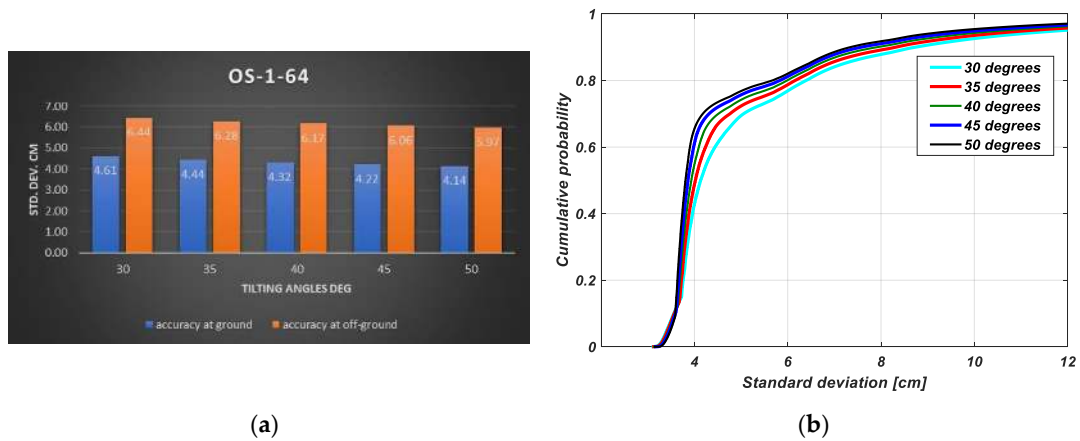 OS-1-64
STD. DEV. CM
7.00
6.00
5.00
4.00
3.00
2.00
1.00
0.00
4.61
6.44
4.44
6.28
4.32
6.17
4.22
6.06
4.14
5.97
30 35 40 45 50
TILTING ANGLES DEG
accuracy at ground accuracy at off-ground
(a)
Cumulative probability
1
0.8
0.6
0.4
0.2
0
30 degrees
35 degrees
40 degrees
45 degrees
50 degrees
4 6 8 10 12
Standard deviation [cm]
(b)